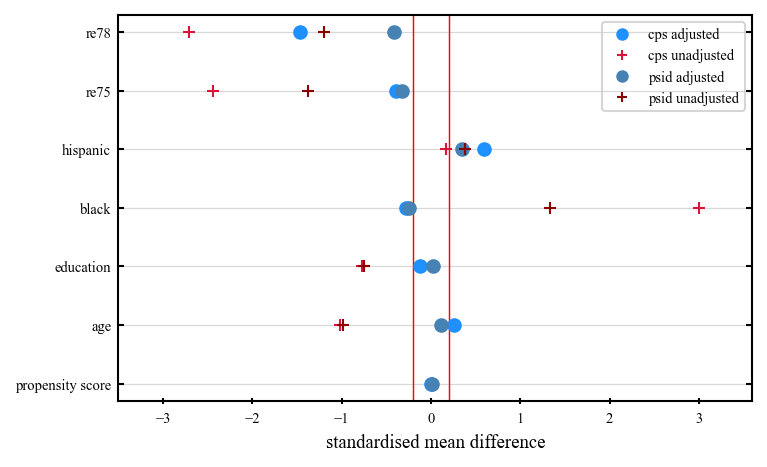 re78
re75
hispanic
black
education
age
propensity score
cps adjusted
cps unadjusted
psid adjusted
psid unadjusted
−3 −2 −1 0 1 2 3
standardised mean difference